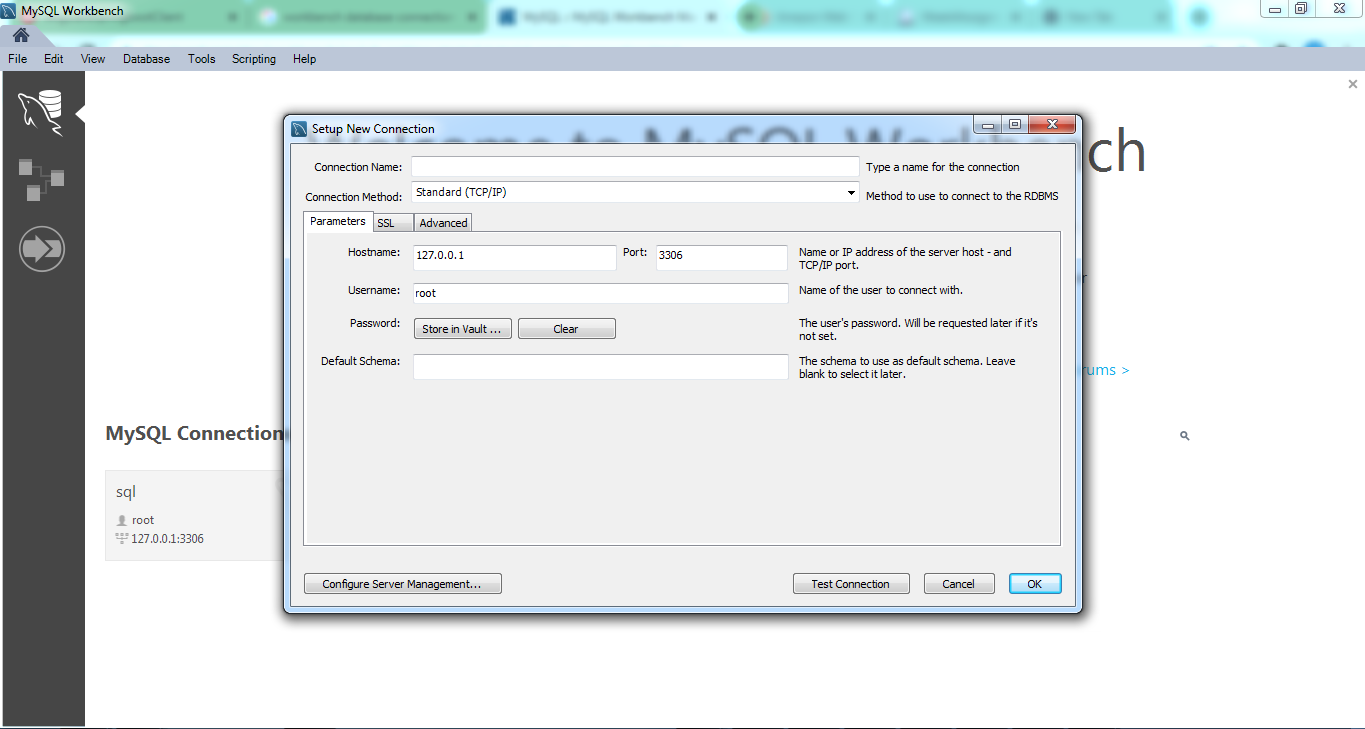 MySQL Workbench
File Edit View Database Tools Scripting Help
Setup New Connection
Connection Name: Type a name for the connection
Connection Method: Standard (TCP/IP) Method to use to connect to the RDBMS
Parameters SSL Advanced
Hostname: 127.0.0.1 Port: 3306 Name or IP address of the server host - and
TCP/IP port.
Username: root Name of the user to connect with.
Password: Store in Vault ... Clear The user's password. Will be requested later if it's
not set.
Default Schema: The schema to use as default schema. Leave
blank to select it later.
Configure Server Management... Test Connection Cancel OK
Welcome to MySQL Workbench
rums >
MySQL Connection
sql
root
127.0.0.1:3306